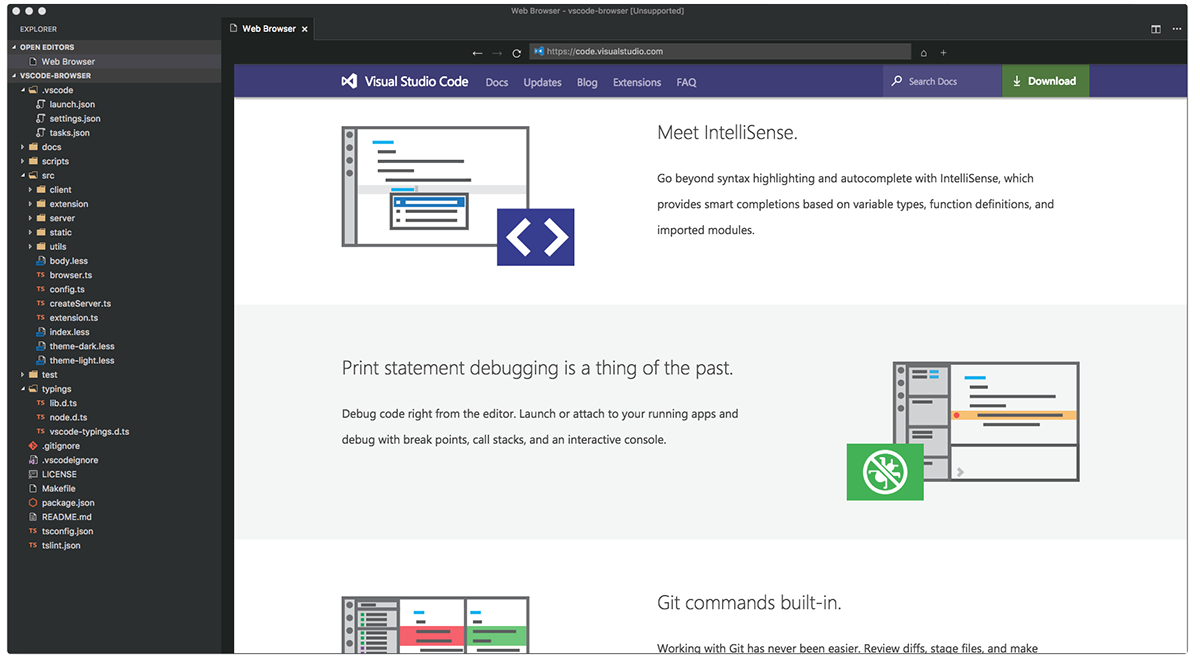 Web Browser - vscode-browser [Unsupported]
EXPLORER
OPEN EDITORS
Web Browser
VSCODE-BROWSER
.vscode
launch.json
settings.json
tasks.json
docs
scripts
src
client
extension
server
static
utils
body.less
TS browser.ts
TS config.ts
TS createServer.ts
TS extension.ts
index.less
theme-dark.less
theme-light.less
test
typings
TS lib.d.ts
TS node.d.ts
TS vscode-typings.d.ts
.gitignore
.vscodeignore
LICENSE
Makefile
package.json
README.md
TS tsconfig.json
TS tslint.json
Web Browser
https://code.visualstudio.com
Visual Studio Code Docs Updates Blog Extensions FAQ Search Docs Download
Meet IntelliSense.
Go beyond syntax highlighting and autocomplete with IntelliSense, which
provides smart completions based on variable types, function definitions, and
imported modules.
Print statement debugging is a thing of the past.
Debug code right from the editor. Launch or attach to your running apps and
debug with break points, call stacks, and an interactive console.
Git commands built-in.
Working with Git has never been easier. Review diffs, stage files, and make